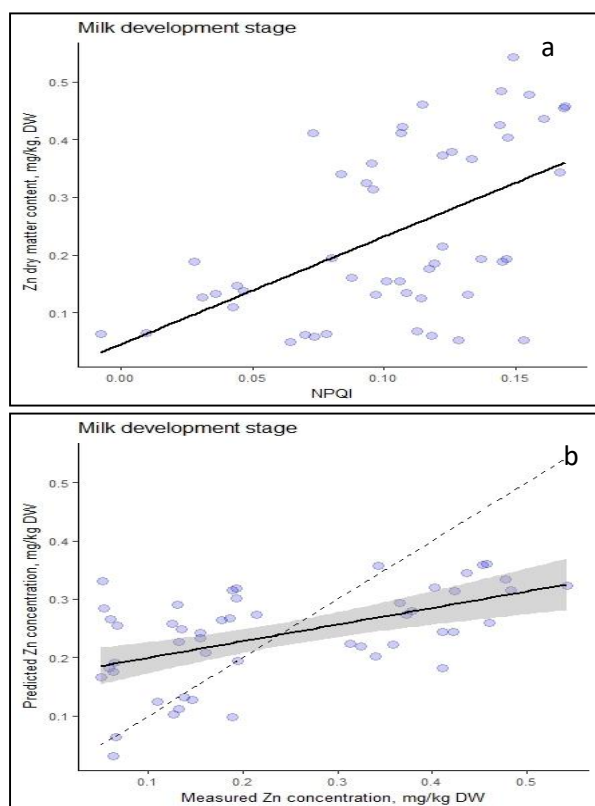 Milk development stage
a
Zn dry matter content, mg/kg, DW
0.5
0.4
0.3
0.2
0.1
0.00 0.05 0.10 0.15
NPQI
Milk development stage
b
Predicted Zn concentration, mg/kg DW
0.5
0.4
0.3
0.2
0.1
0.1 0.2 0.3 0.4 0.5
Measured Zn concentration, mg/kg DW